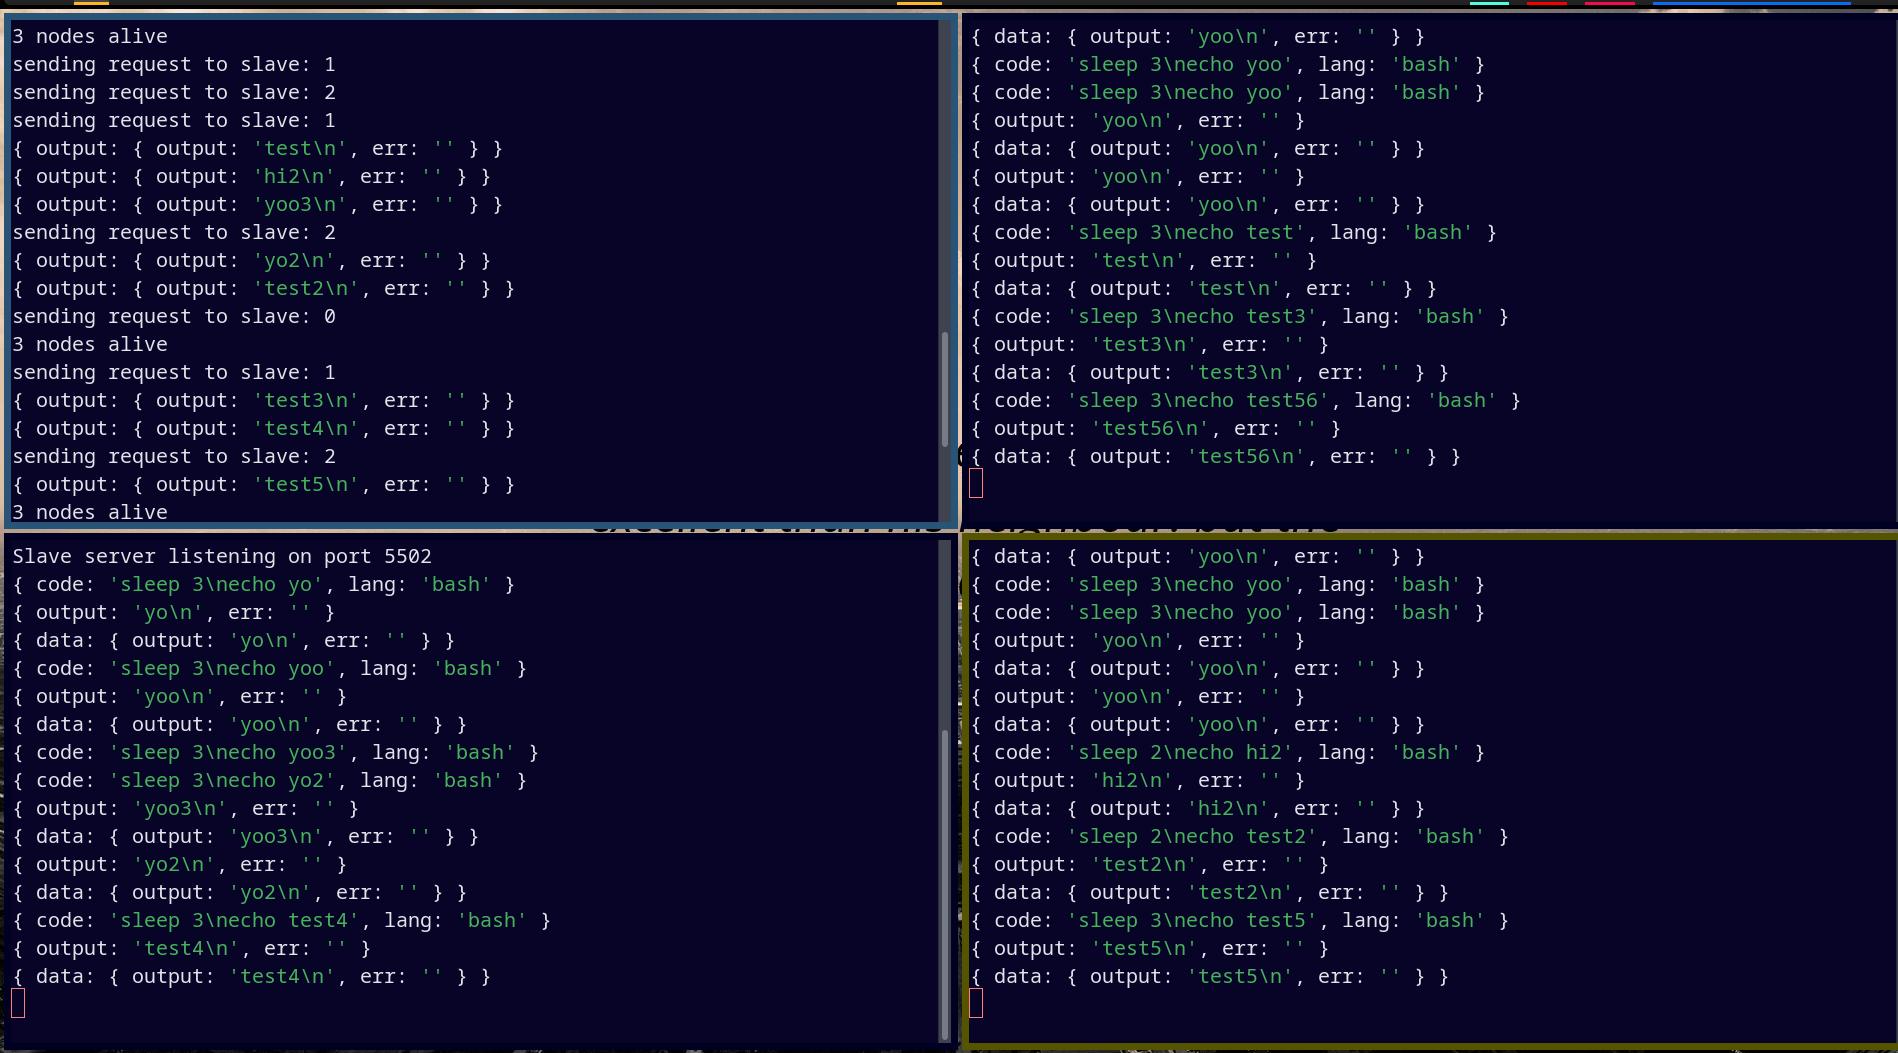 3 nodes alive
sending request to slave: 1
sending request to slave: 2
sending request to slave: 1
{ output: { output: 'test\n', err: '' } }
{ output: { output: 'hi2\n', err: '' } }
{ output: { output: 'yoo3\n', err: '' } }
sending request to slave: 2
{ output: { output: 'yo2\n', err: '' } }
{ output: { output: 'test2\n', err: '' } }
sending request to slave: 0
3 nodes alive
sending request to slave: 1
{ output: { output: 'test3\n', err: '' } }
{ output: { output: 'test4\n', err: '' } }
sending request to slave: 2
{ output: { output: 'test5\n', err: '' } }
3 nodes alive
{ data: { output: 'yoo\n', err: '' } }
{ code: 'sleep 3\necho yoo', lang: 'bash' }
{ code: 'sleep 3\necho yoo', lang: 'bash' }
{ output: 'yoo\n', err: '' }
{ data: { output: 'yoo\n', err: '' } }
{ output: 'yoo\n', err: '' }
{ data: { output: 'yoo\n', err: '' } }
{ code: 'sleep 3\necho test', lang: 'bash' }
{ output: 'test\n', err: '' }
{ data: { output: 'test\n', err: '' } }
{ code: 'sleep 3\necho test3', lang: 'bash' }
{ output: 'test3\n', err: '' }
{ data: { output: 'test3\n', err: '' } }
{ code: 'sleep 3\necho test56', lang: 'bash' }
{ output: 'test56\n', err: '' }
{ data: { output: 'test56\n', err: '' } }
Slave server listening on port 5502
{ code: 'sleep 3\necho yo', lang: 'bash' }
{ output: 'yo\n', err: '' }
{ data: { output: 'yo\n', err: '' } }
{ code: 'sleep 3\necho yoo', lang: 'bash' }
{ output: 'yoo\n', err: '' }
{ data: { output: 'yoo\n', err: '' } }
{ code: 'sleep 3\necho yoo3', lang: 'bash' }
{ code: 'sleep 3\necho yo2', lang: 'bash' }
{ output: 'yoo3\n', err: '' }
{ data: { output: 'yoo3\n', err: '' } }
{ output: 'yo2\n', err: '' }
{ data: { output: 'yo2\n', err: '' } }
{ code: 'sleep 3\necho test4', lang: 'bash' }
{ output: 'test4\n', err: '' }
{ data: { output: 'test4\n', err: '' } }
{ data: { output: 'yoo\n', err: '' } }
{ code: 'sleep 3\necho yoo', lang: 'bash' }
{ code: 'sleep 3\necho yoo', lang: 'bash' }
{ output: 'yoo\n', err: '' }
{ data: { output: 'yoo\n', err: '' } }
{ output: 'yoo\n', err: '' }
{ data: { output: 'yoo\n', err: '' } }
{ code: 'sleep 2\necho hi2', lang: 'bash' }
{ output: 'hi2\n', err: '' }
{ data: { output: 'hi2\n', err: '' } }
{ code: 'sleep 2\necho test2', lang: 'bash' }
{ output: 'test2\n', err: '' }
{ data: { output: 'test2\n', err: '' } }
{ code: 'sleep 3\necho test5', lang: 'bash' }
{ output: 'test5\n', err: '' }
{ data: { output: 'test5\n', err: '' } }